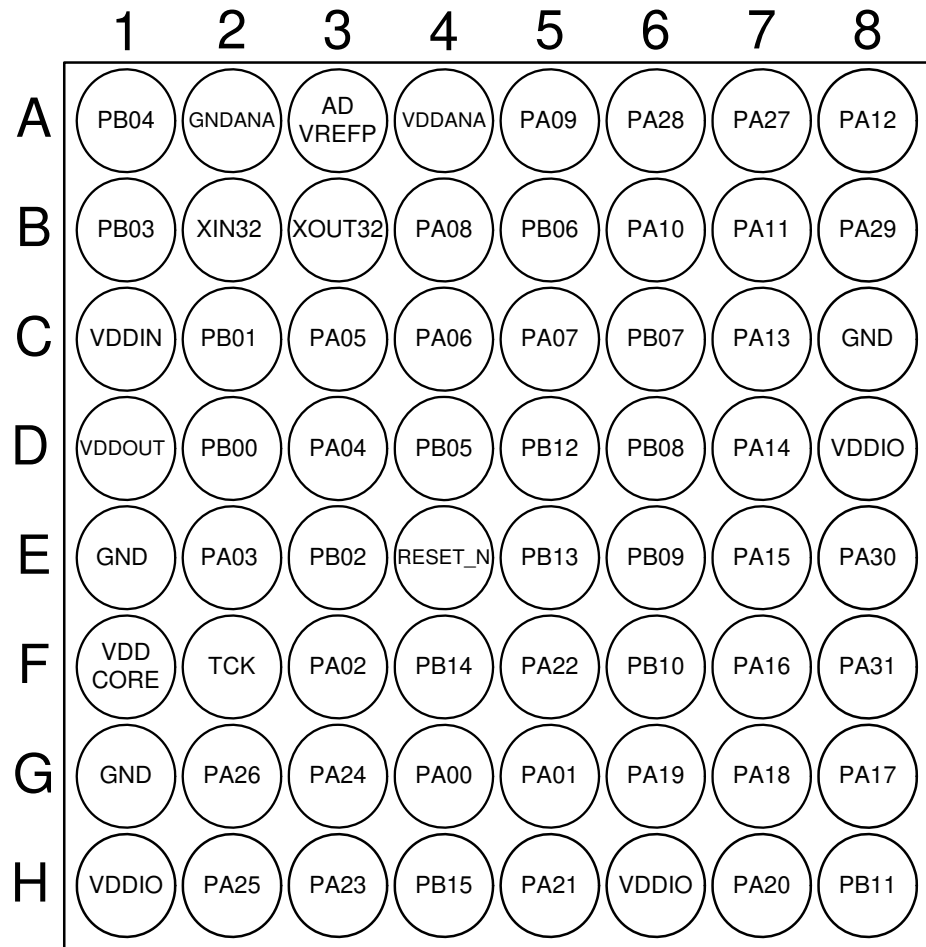 1 2 3 4 5 6 7 8
A PB04 GNDANA AD VREFP VDDANA PA09 PA28 PA27 PA12
B PB03 XIN32 XOUT32 PA08 PB06 PA10 PA11 PA29
C VDDIN PB01 PA05 PA06 PA07 PB07 PA13 GND
D VDDOUT PB00 PA04 PB05 PB12 PB08 PA14 VDDIO
E GND PA03 PB02 RESET_N PB13 PB09 PA15 PA30
F VDD CORE TCK PA02 PB14 PA22 PB10 PA16 PA31
G GND PA26 PA24 PA00 PA01 PA19 PA18 PA17
H VDDIO PA25 PA23 PB15 PA21 VDDIO PA20 PB11